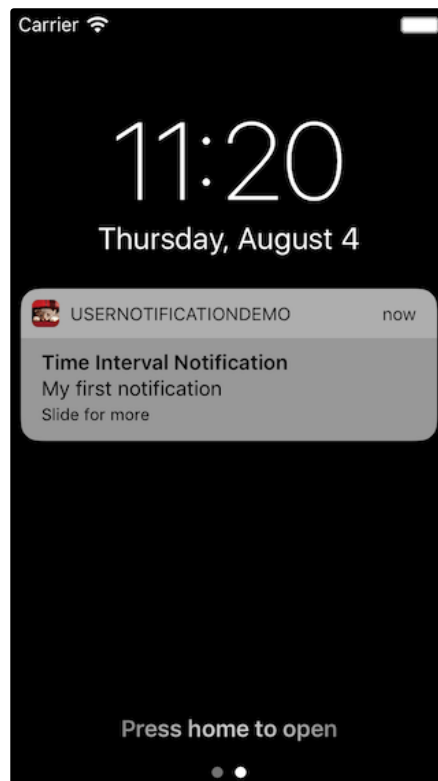 Carrier
11:20
Thursday, August 4
USERNOTIFICATIONDEMO now
Time Interval Notification
My first notification
Slide for more
Press home to open